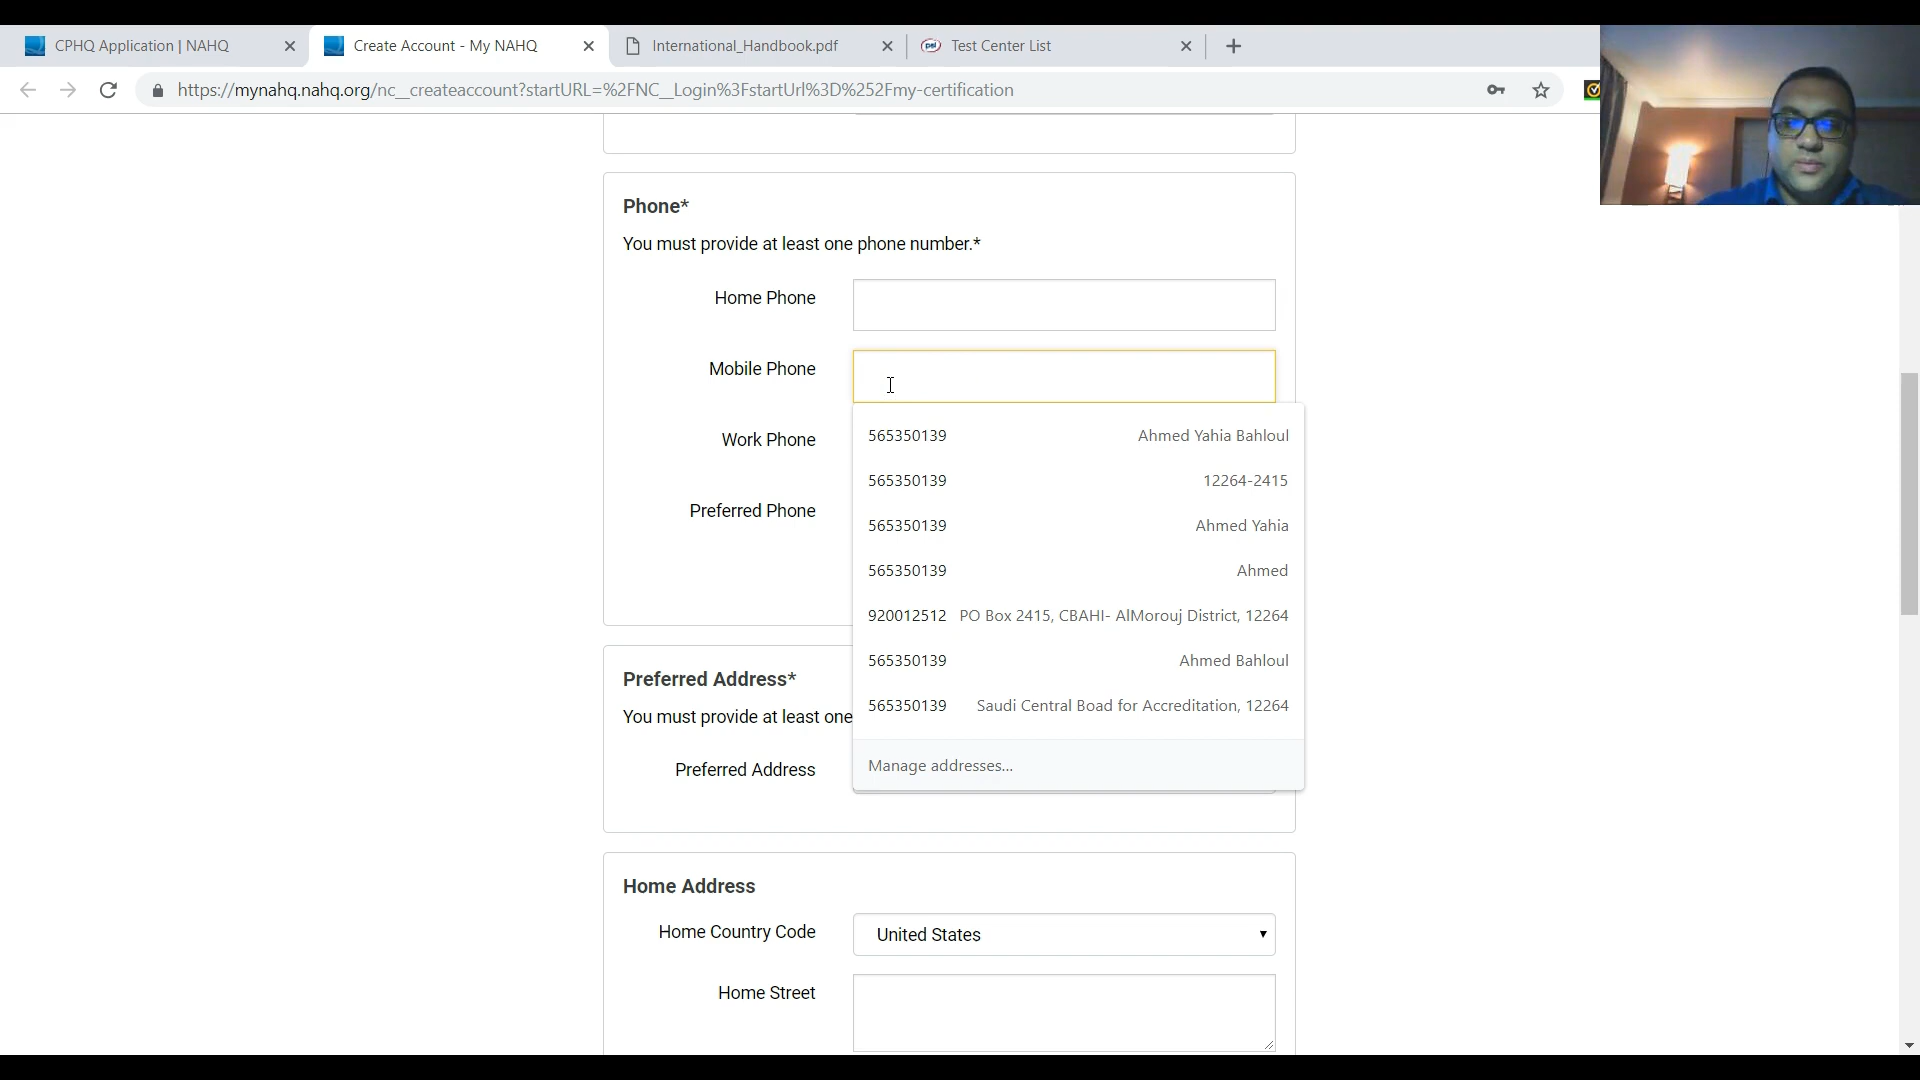 CPHQ Application | NAHQ
Create Account - My NAHQ
International_Handbook.pdf
psi Test Center List
https://mynahq.nahq.org/nc__createaccount?startURL=%2FNC__Login%3FstartUrl%3D%252Fmy-certification
Phone*
You must provide at least one phone number.*
Home Phone
Mobile Phone
565350139 Ahmed Yahia Bahloul
Work Phone
565350139 12264-2415
Preferred Phone
565350139 Ahmed Yahia
565350139 Ahmed
920012512 PO Box 2415, CBAHI- AlMorouj District, 12264
565350139 Ahmed Bahloul
Preferred Address*
565350139 Saudi Central Boad for Accreditation, 12264
You must provide at least one
Preferred Address
Manage addresses...
Home Address
Home Country Code United States
Home Street